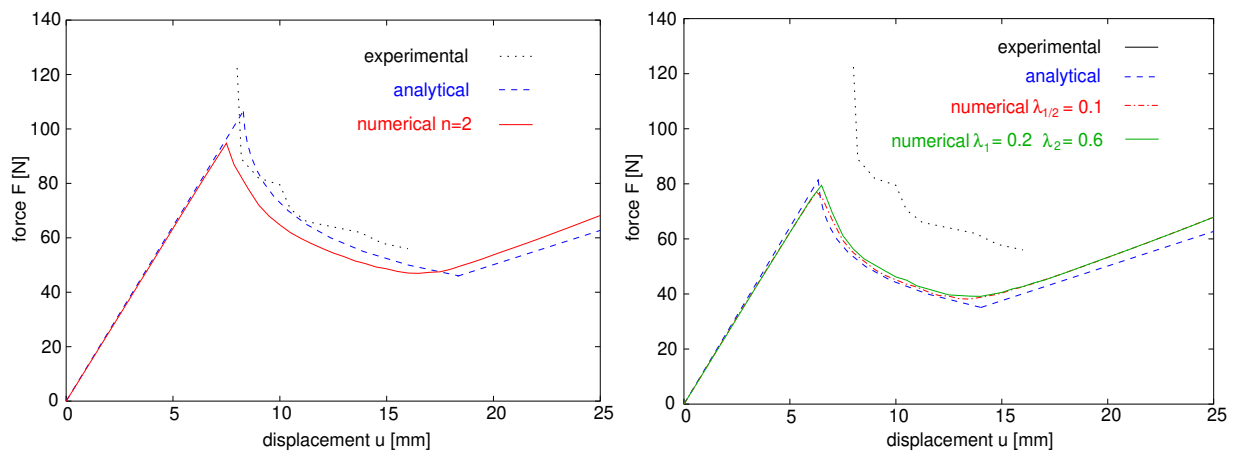 140
120
100
80
60
40
20
0
force F [N]
experimental
analytical
numerical n=2
0 5 10 15 20 25
displacement u [mm]
140
120
100
80
60
40
20
0
force F [N]
experimental
analytical
numerical λ1/2 = 0.1
numerical λ1 = 0.2 λ2 = 0.6
0 5 10 15 20 25
displacement u [mm]